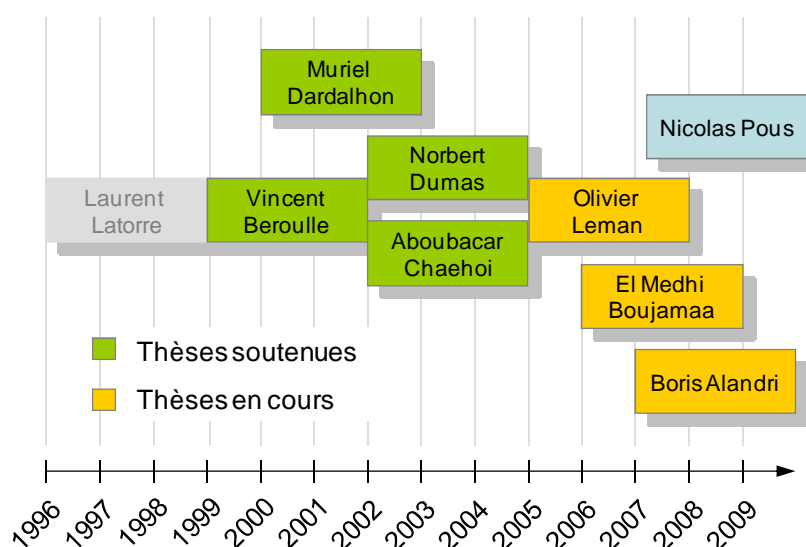 Muriel
Dardalhon
Nicolas Pous
Norbert
Dumas
Laurent
Latorre
Vincent
Beroulle
Olivier
Leman
Aboubacar
Chaehoi
El Medhi
Boujamaa
Thèses soutenues
Boris Alandri
Thèses en cours
1996
1997
1998
1999
2000
2001
2002
2003
2004
2005
2006
2007
2008
2009